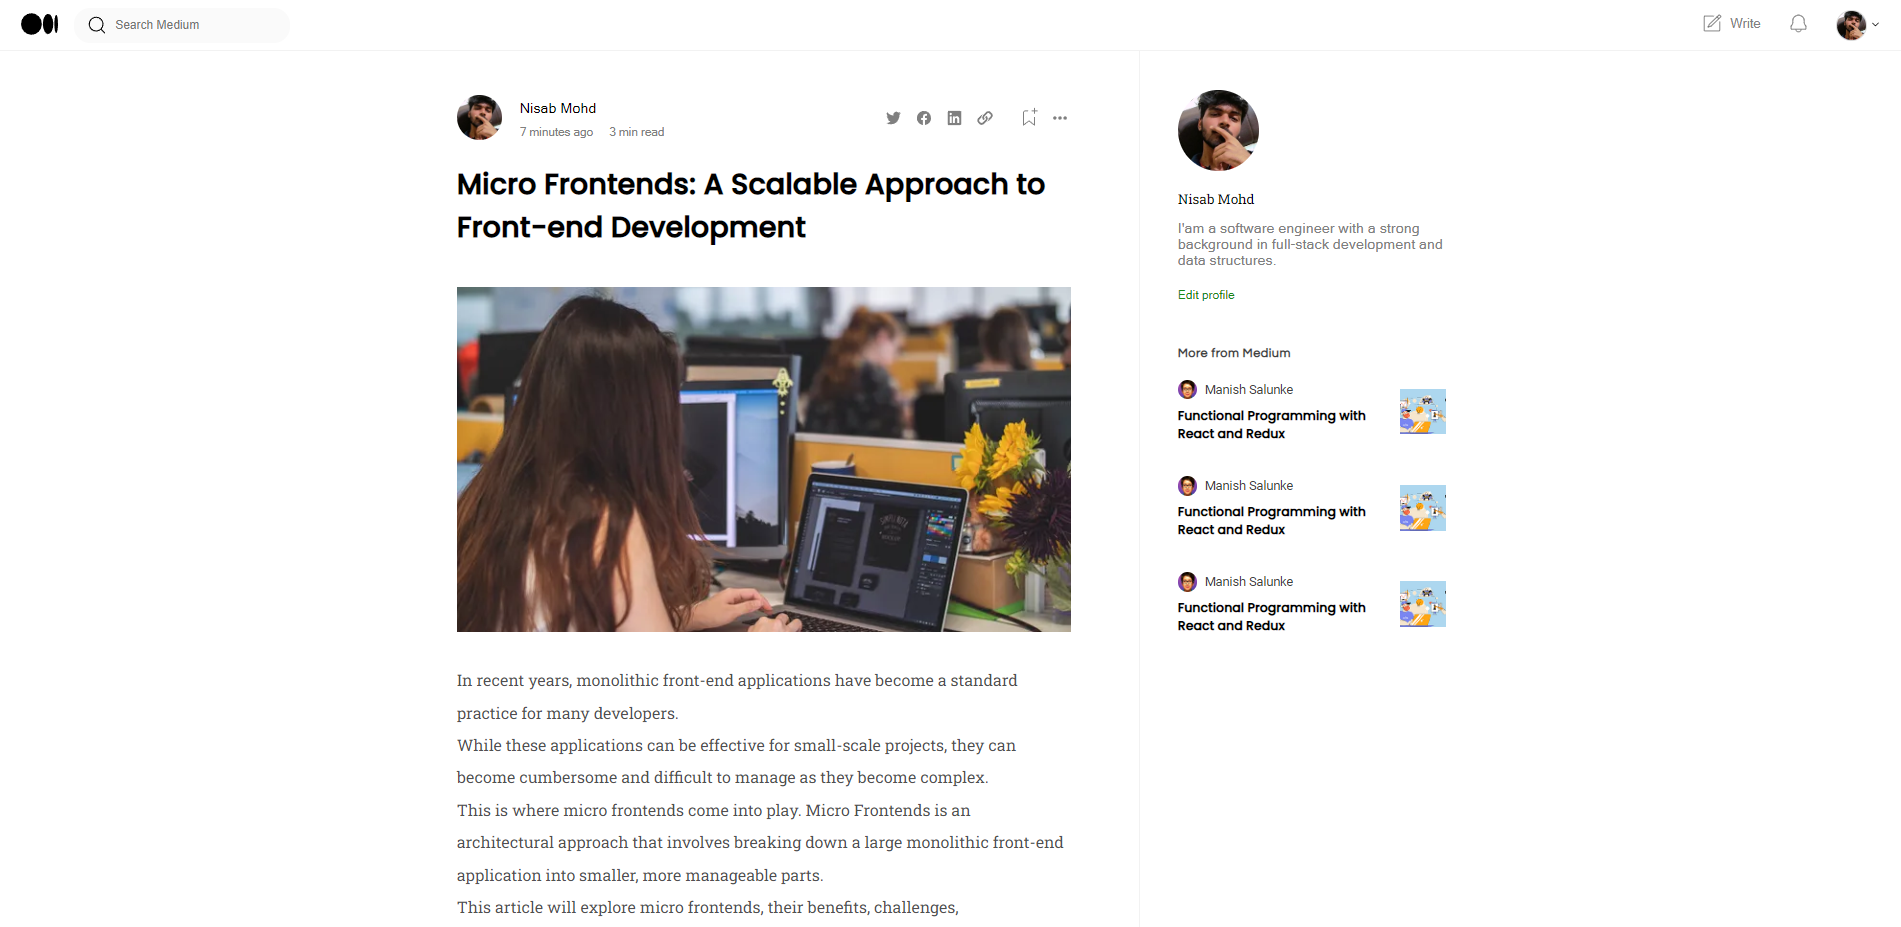 Search Medium
Write
Nisab Mohd
7 minutes ago 3 min read
Micro Frontends: A Scalable Approach to
Front-end Development
In recent years, monolithic front-end applications have become a standard
practice for many developers.
While these applications can be effective for small-scale projects, they can
become cumbersome and difficult to manage as they become complex.
This is where micro frontends come into play. Micro Frontends is an
architectural approach that involves breaking down a large monolithic front-end
application into smaller, more manageable parts.
This article will explore micro frontends, their benefits, challenges,
Nisab Mohd
I'am a software engineer with a strong
background in full-stack development and
data structures.
Edit profile
More from Medium
Manish Salunke
Functional Programming with
React and Redux
Manish Salunke
Functional Programming with
React and Redux
Manish Salunke
Functional Programming with
React and Redux